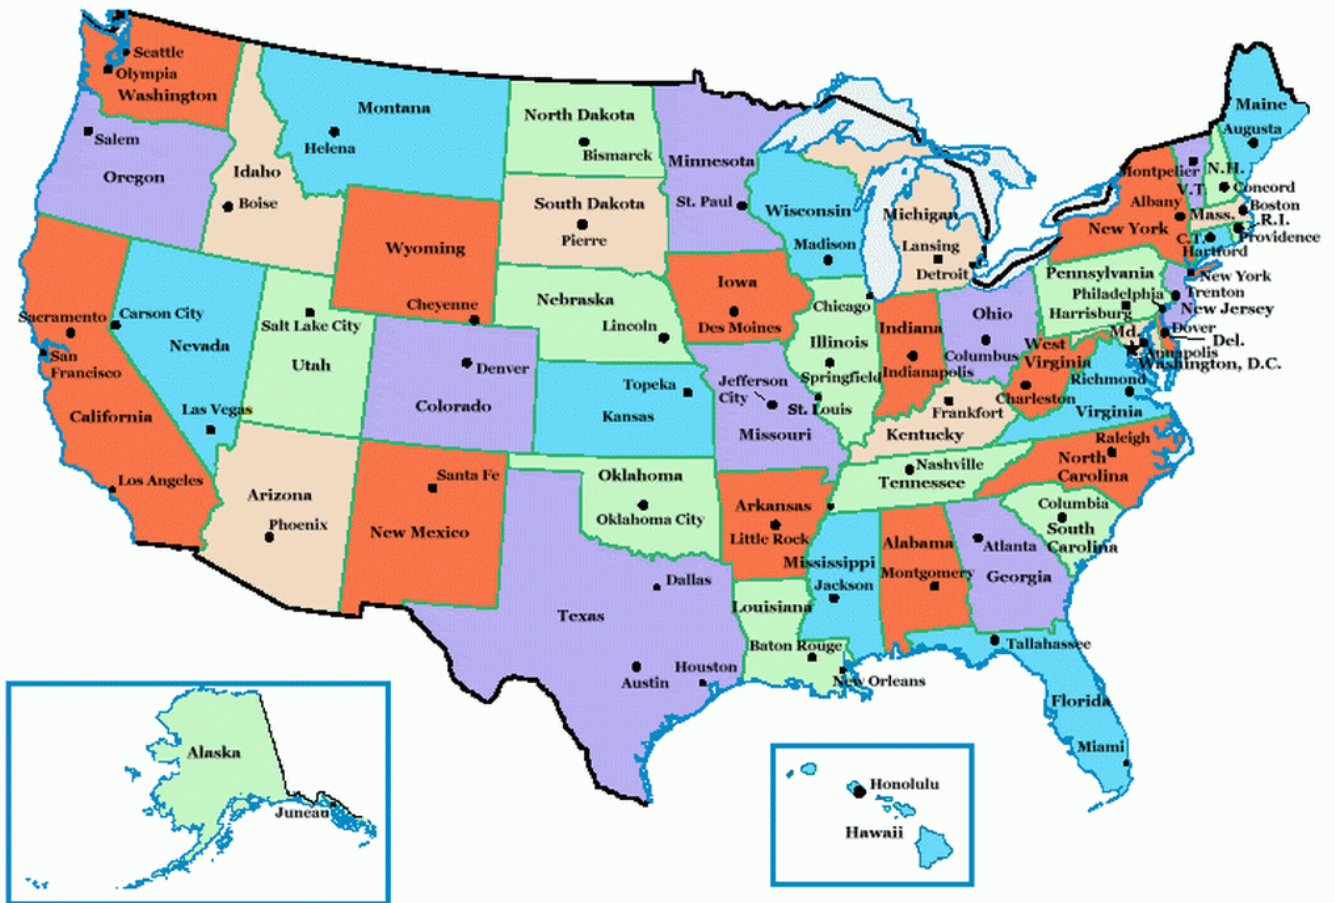 Seattle
Olympia
Washington
Salem
Oregon
Idaho
Boise
Montana
Helena
North Dakota
Bismarck
Minnesota
St. Paul
South Dakota
Pierre
Wyoming
Cheyenne
Wisconsin
Madison
Michigan
Lansing
Detroit
Maine
Augusta
Montpelier
V.T.
N.H.
Concord
Albany
New York
Mass.
Boston
R.I.
Providence
C.T.
Hartford
New York
Sacramento
San
Francisco
California
Los Angeles
Carson City
Nevada
Las Vegas
Salt Lake City
Utah
Denver
Colorado
Nebraska
Lincoln
Iowa
Des Moines
Chicago
Illinois
Springfield
Indiana
Indianapolis
Ohio
Columbus
Pennsylvania
Philadelphia
Harrisburg
Trenton
New Jersey
Md.
Dover
Del.
Annapolis
Washington, D.C.
West
Virginia
Charleston
Richmond
Virginia
Topeka
Kansas
Jefferson
City
St. Louis
Missouri
Frankfort
Kentucky
Raleigh
North
Carolina
Nashville
Tennessee
Columbia
South
Carolina
Arizona
Phoenix
Santa Fe
New Mexico
Oklahoma
Oklahoma City
Arkansas
Little Rock
Mississippi
Jackson
Alabama
Montgomery
Atlanta
Georgia
Dallas
Texas
Austin
Houston
Louisiana
Baton Rouge
New Orleans
Tallahassee
Florida
Miami
Alaska
Juneau
Honolulu
Hawaii